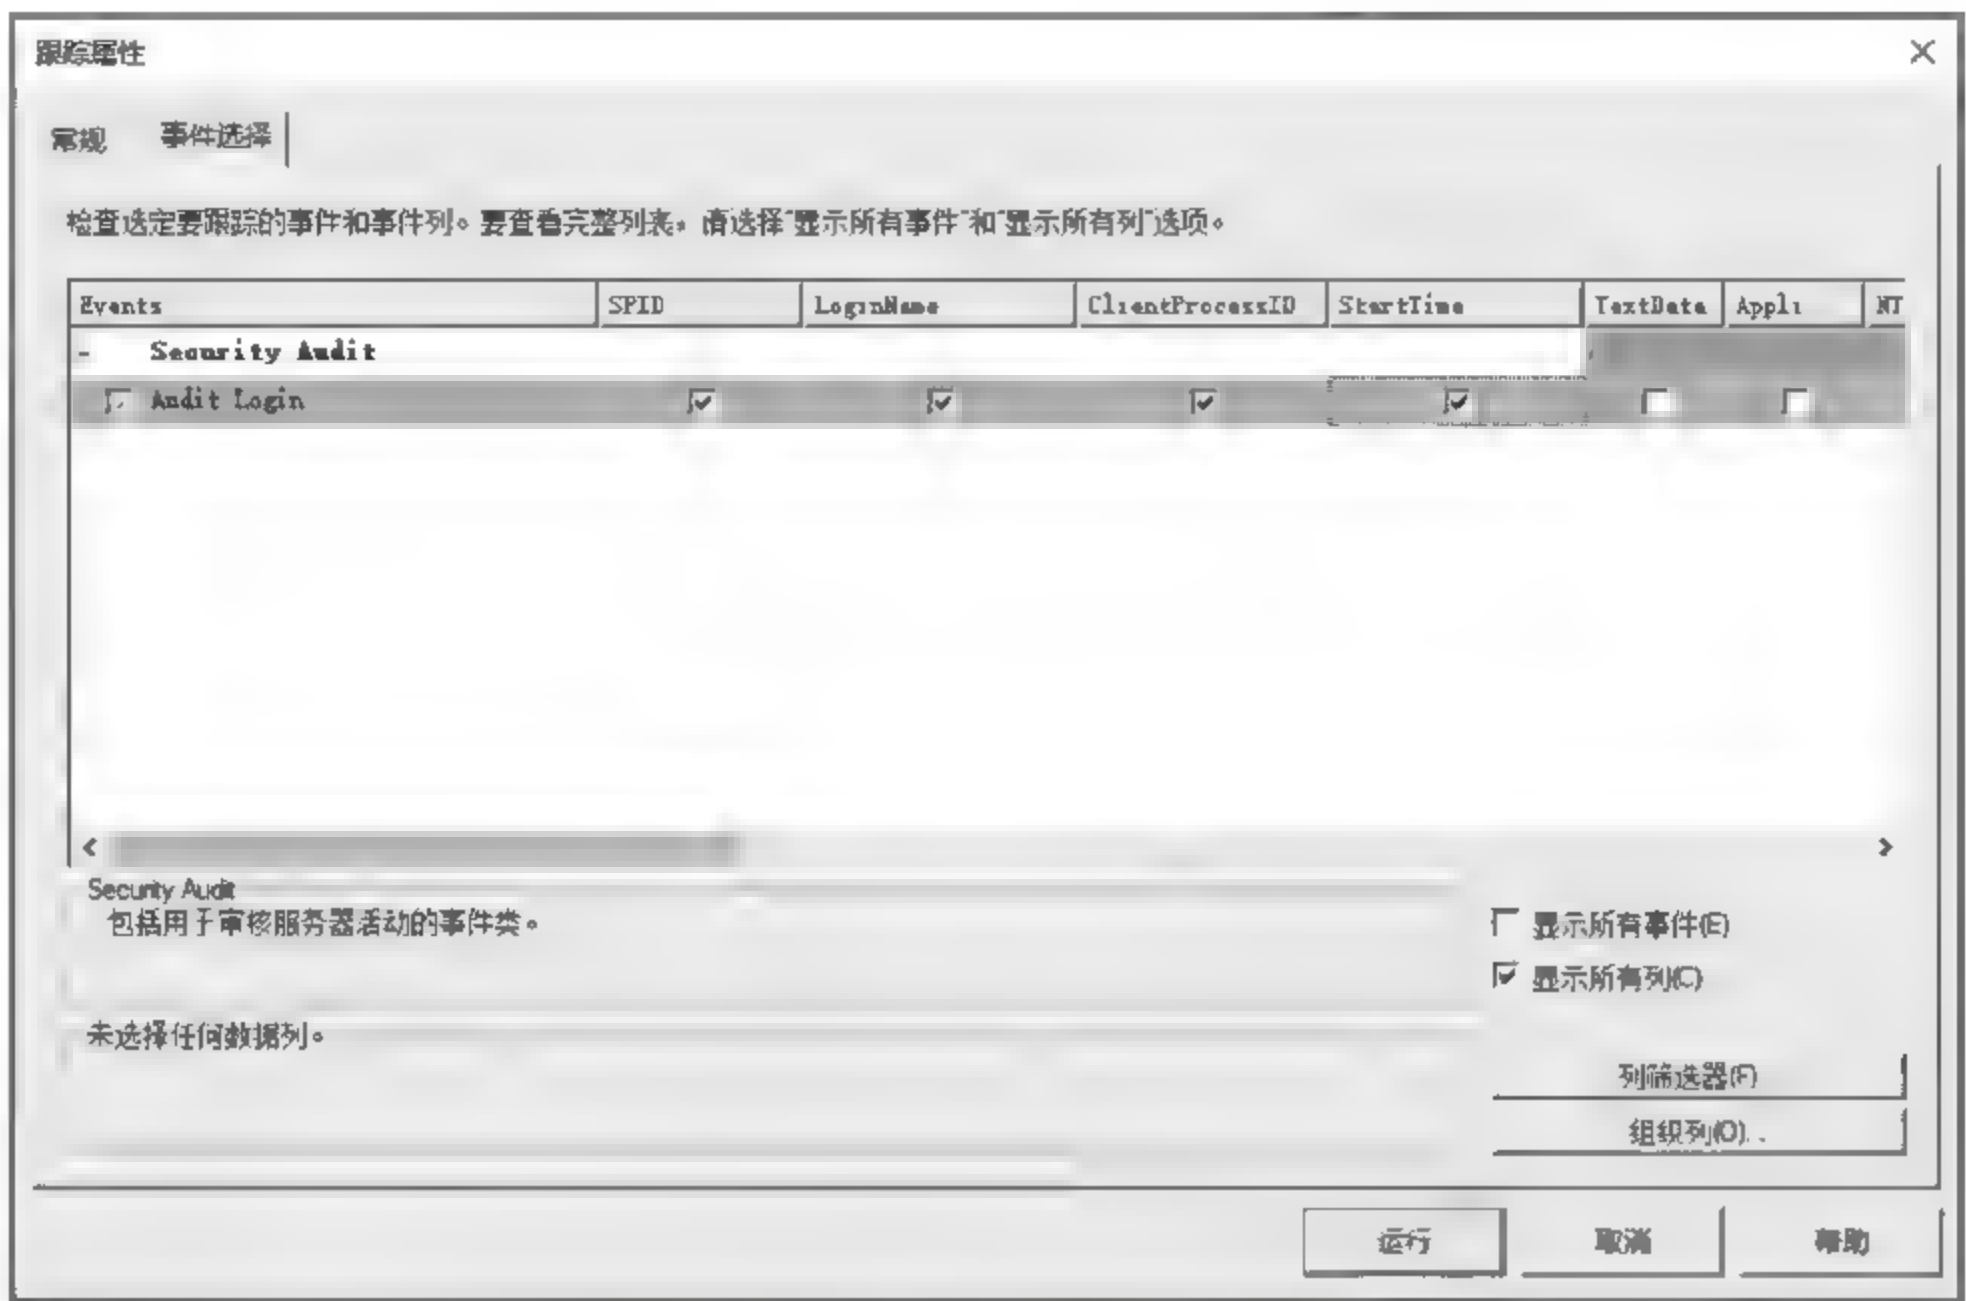 跟踪属性
常规 事件选择
检查选定要跟踪的事件和事件列。要查看完整列表，请选择"显示所有事件"和"显示所有列"选项。
Events SPID LoginName ClientProcessID StartTime TextData Appli NT
- Security Audit
Audit Login
Security Audit
包括用于审核服务器活动的事件类。
显示所有事件(E)
显示所有列(C)
未选择任何数据列。
列筛选器(F)
组织列(O)..
运行 取消 帮助